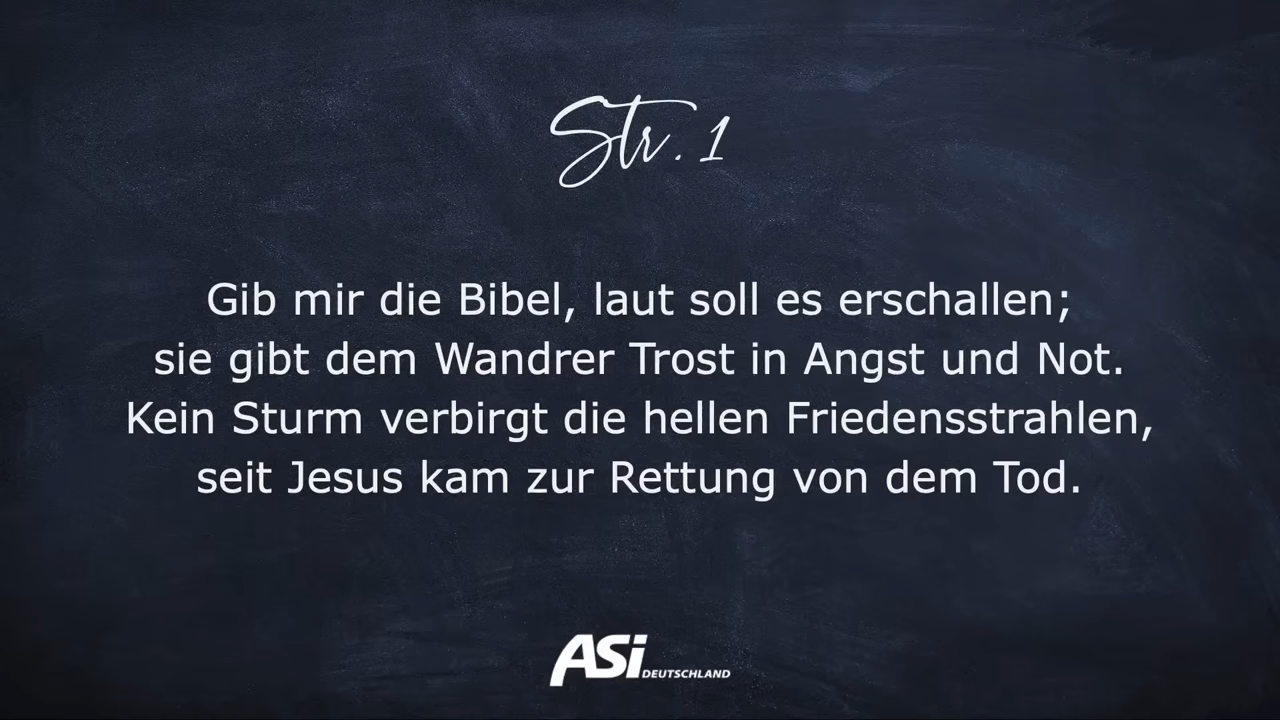 Str. 1
Gib mir die Bibel, laut soll es erschallen;
sie gibt dem Wandrer Trost in Angst und Not.
Kein Sturm verbirgt die hellen Friedensstrahlen,
seit Jesus kam zur Rettung von dem Tod.
ASi DEUTSCHLAND